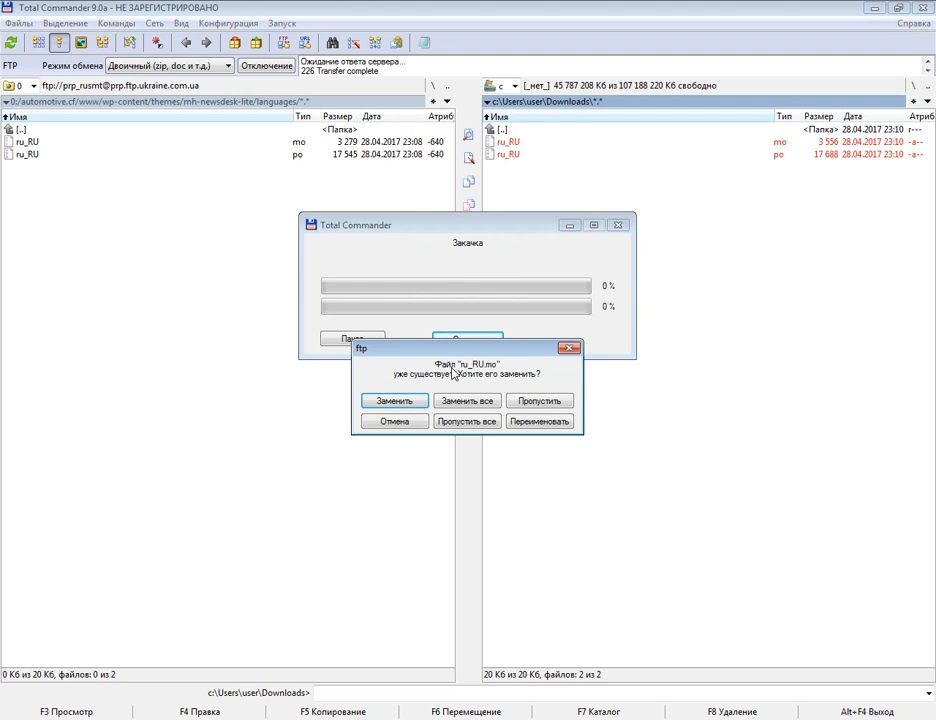 Total Commander 9.0a - НЕ ЗАРЕГИСТРИРОВАНО
Файлы Выделение Команды Сеть Вид Конфигурация Запуск Справка
FTP URL
FTP Режим обмена Двоичный (zip, doc и т.д.) Отключение
Ожидание ответа сервера...
226 Transfer complete
0 ftp://prp_rusmt@prp.ftp.ukraine.com.ua \ ..
c [_нет_] 45 787 208 Кб из 107 188 220 Кб свободно \ ..
0:/automotive.cf/www/wp-content/themes/mh-newsdesk-lite/languages/*.* * 
c:\Users\user\Downloads\*.* *
Имя Тип Размер Дата Атриб
[..] <Папка>
ru_RU mo 3 279 28.04.2017 23:08 -640
ru_RU po 17 545 28.04.2017 23:08 -640
Имя Тип Размер Дата Атриб
[..] <Папка> 28.04.2017 23:10 r---
ru_RU mo 3 556 28.04.2017 23:10 -a--
ru_RU po 17 688 28.04.2017 23:10 -a--
Total Commander
Закачка
0 %
0 %
ftp
Файл "ru_RU.mo"
уже существует. Хотите его заменить?
Заменить Заменить все Пропустить
Отмена Пропустить все Переименовать
0 Кб из 20 Кб, файлов: 0 из 2
20 Кб из 20 Кб, файлов: 2 из 2
c:\Users\user\Downloads>
F3 Просмотр F4 Правка F5 Копирование F6 Перемещение F7 Каталог F8 Удаление Alt+F4 Выход